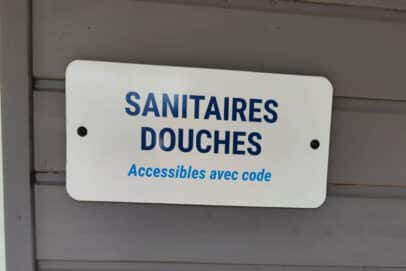 SANITAIRES
DOUCHES
Accessibles avec code